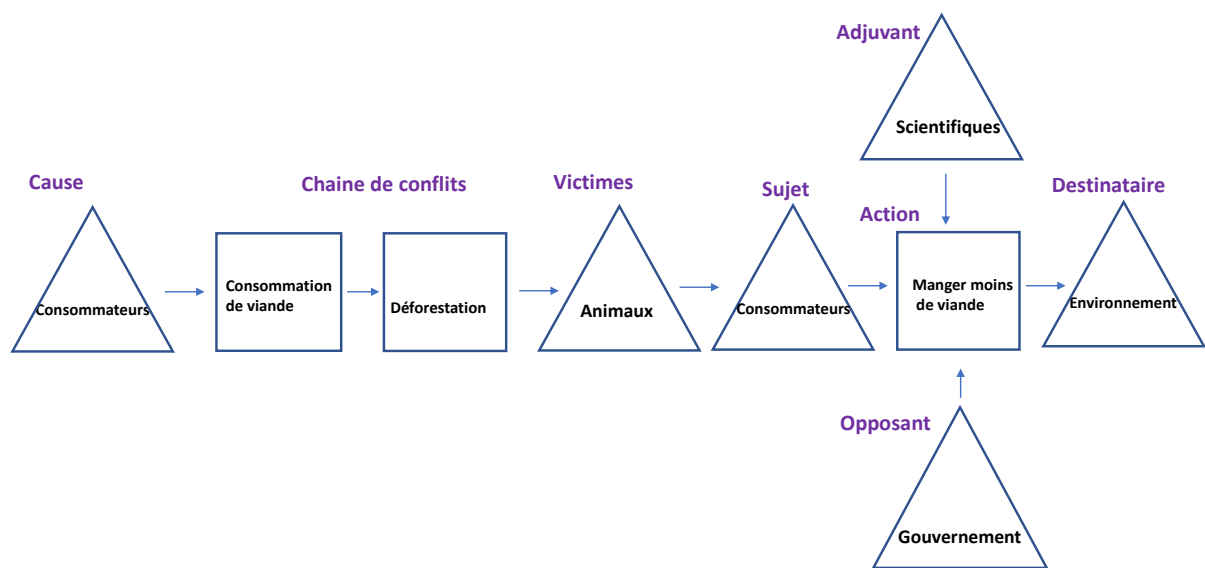 Adjuvant
Scientifiques
Cause
Chaine de conflits
Victimes
Sujet
Action
Destinataire
Consommateurs
Consommation
de viande
Déforestation
Animaux
Consommateurs
Manger moins
de viande
Environnement
Opposant
Gouvernement